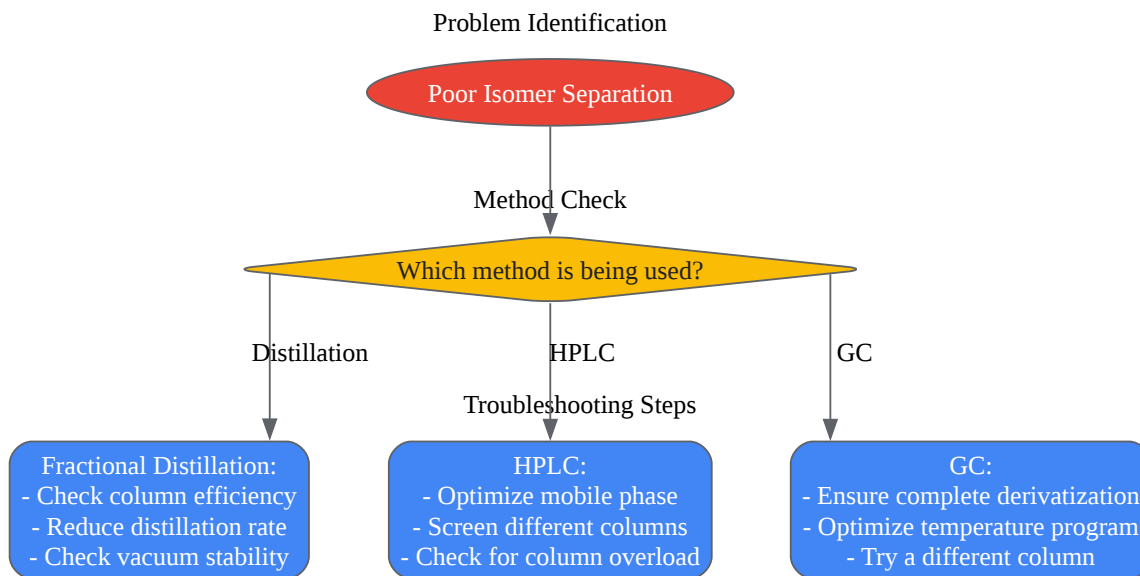 Problem Identification
Poor Isomer Separation
Method Check
Which method is being used?
Distillation
HPLC
GC
Troubleshooting Steps
Fractional Distillation:
- Check column efficiency
- Reduce distillation rate
- Check vacuum stability
HPLC:
- Optimize mobile phase
- Screen different columns
- Check for column overload
GC:
- Ensure complete derivatization
- Optimize temperature program
- Try a different column